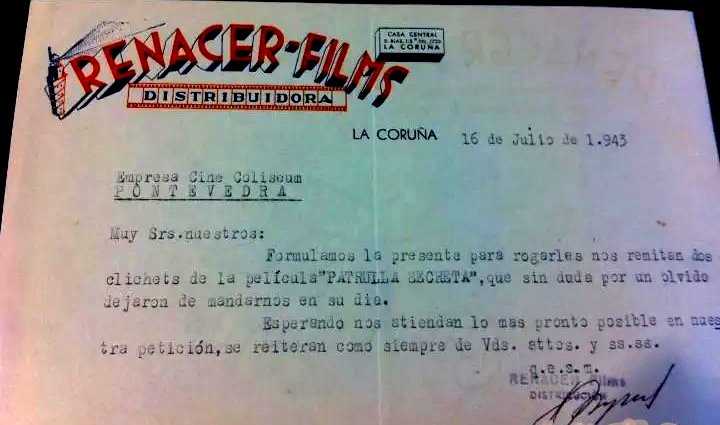 RENACER-FILMS
DISTRIBUIDORA
CASA CENTRAL
LA CORUÑA
LA CORUÑA 16 de Julio de 1.943
Empresa Cine Coliseum
PONTEVEDRA
Muy Srs.nuestros:
Formulamos la presente para rogarles nos remitan dos
clichets de la película"PATRULLA SECRETA",que sin duda por un olvido
dejaron de mandarnos en su dia.
Esperando nos atiendan lo mas pronto posible en nues
tra petición,se reiteran como siempre de Vds. attos. y ss.ss.
q.e.s.m.
RENACER Films
DISTRIBUCIÓN